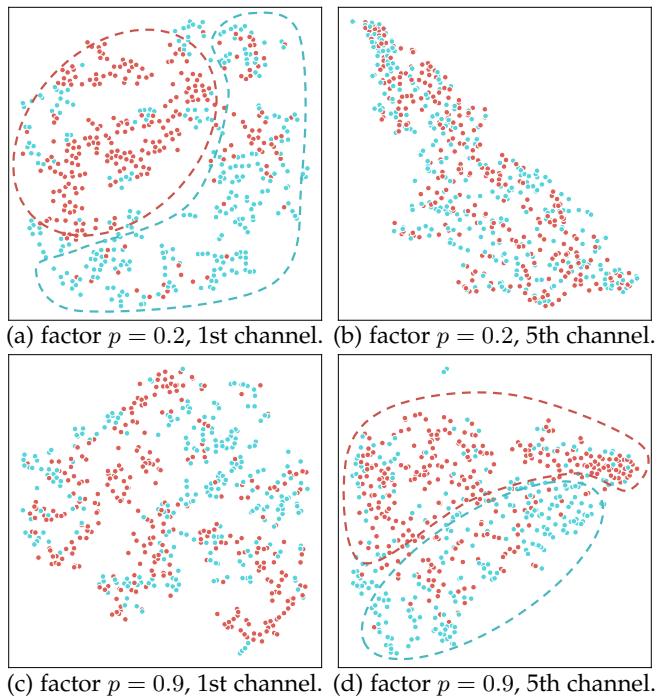 (a) factor p = 0.2, 1st channel.
(b) factor p = 0.2, 5th channel.
(c) factor p = 0.9, 1st channel.
(d) factor p = 0.9, 5th channel.